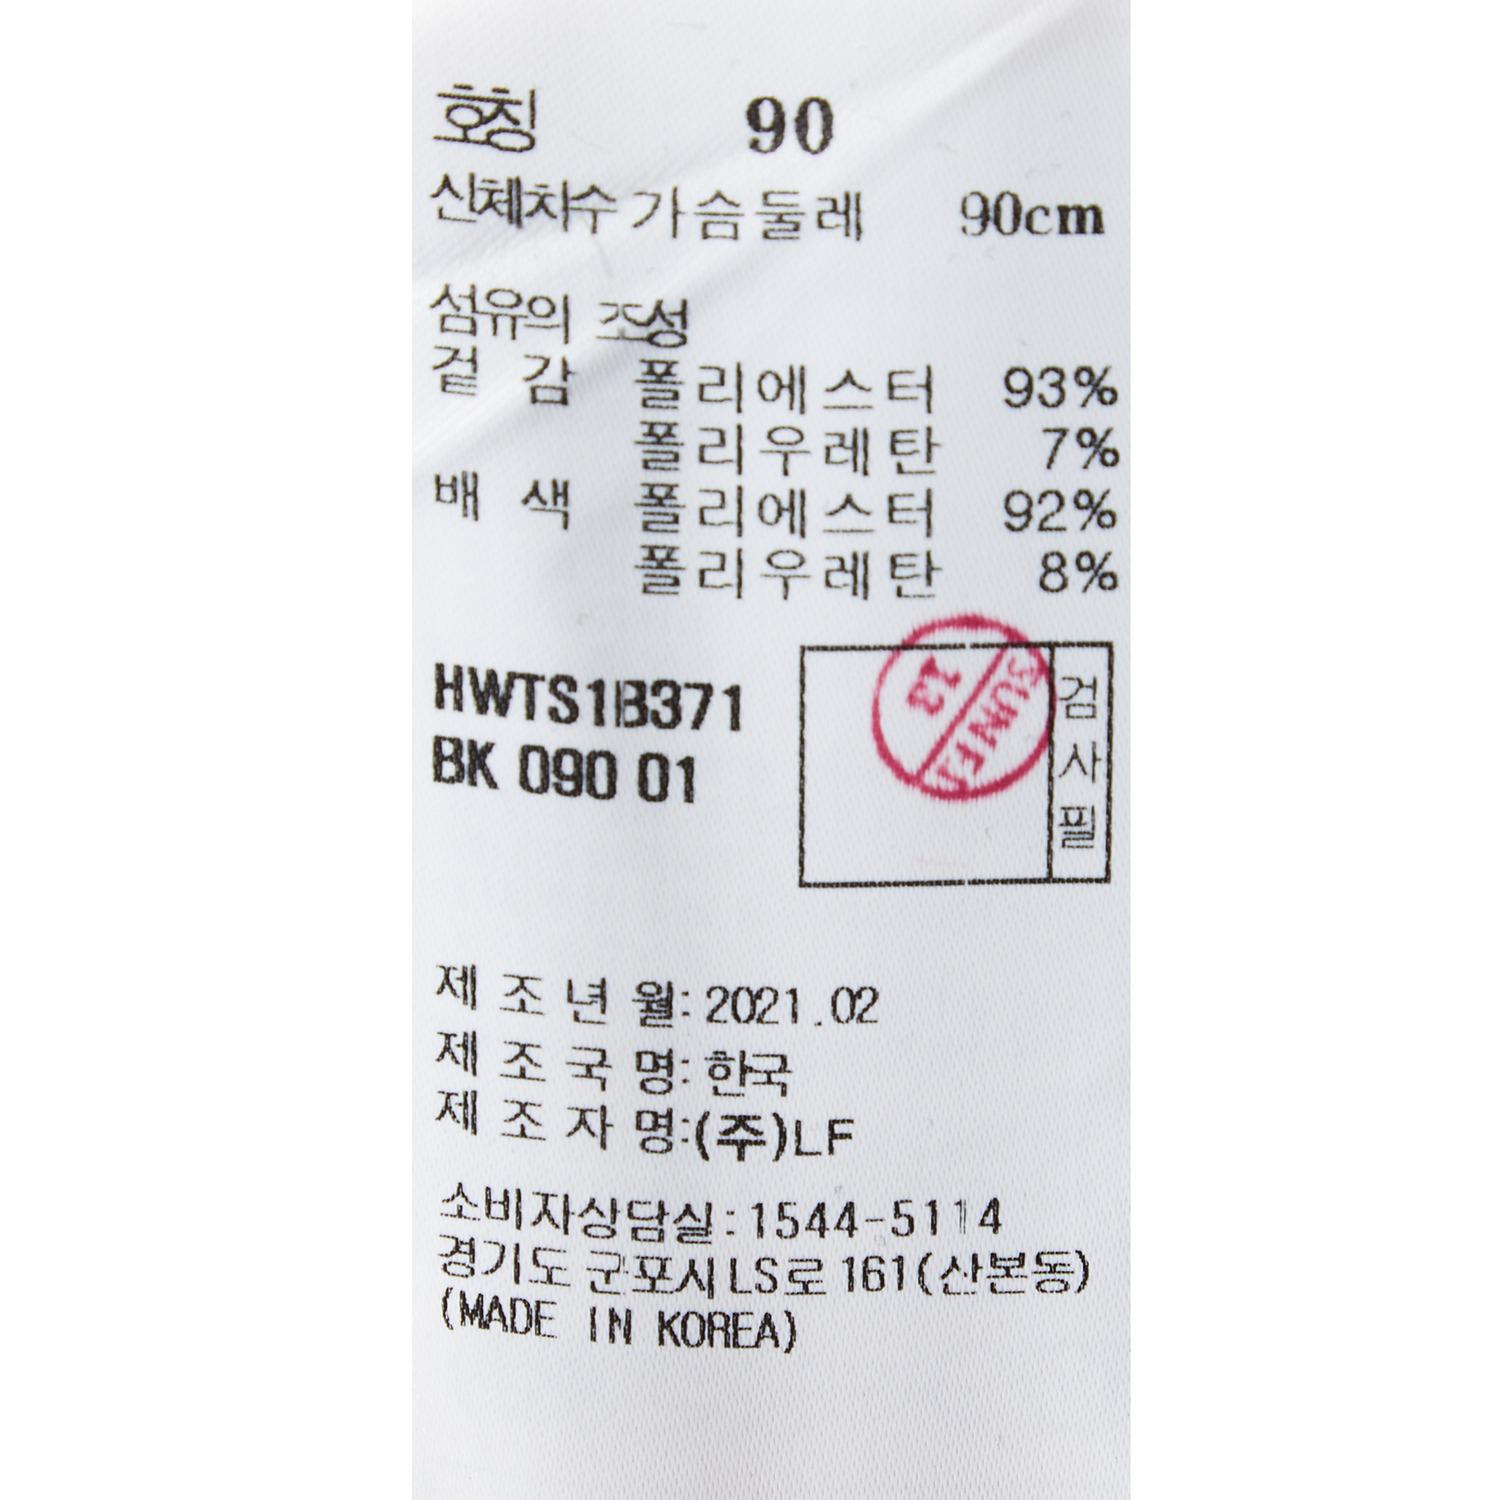 호칭 90
신체치수 가슴둘레 90cm
섬유의 조성
겉 감 폴리에스터 93%
폴리우레탄 7%
배 색 폴리에스터 92%
폴리우레탄 8%
HWTS1B371
BK 090 01
13
검사필
제 조 년 월: 2021.02
제 조 국 명: 한국
제 조 자 명:(주)LF
소비자상담실:1544-5114
경기도 군포시 LS로 161(산본동)
(MADE IN KOREA)